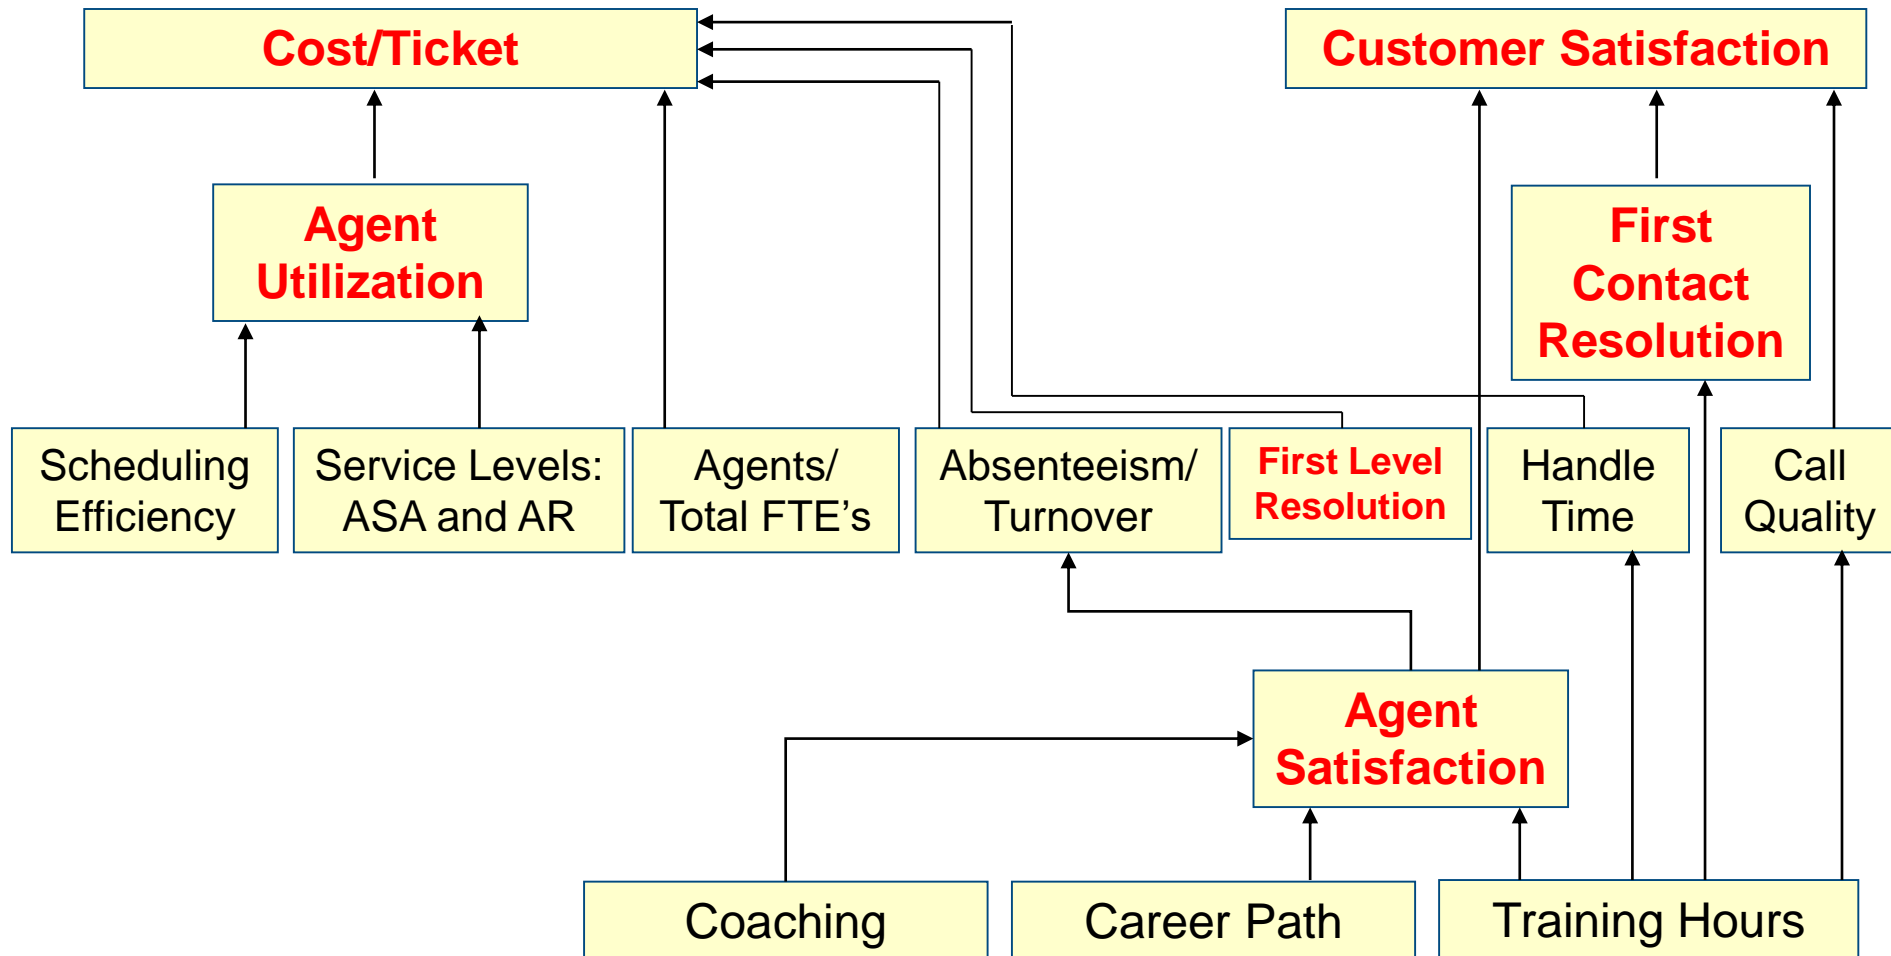 Cost/Ticket
Customer Satisfaction
Agent
Utilization
First
Contact
Resolution
Scheduling
Efficiency
Service Levels:
ASA and AR
Agents/
Total FTE's
Absenteeism/
Turnover
First Level
Resolution
Handle
Time
Call
Quality
Agent
Satisfaction
Coaching
Career Path
Training Hours